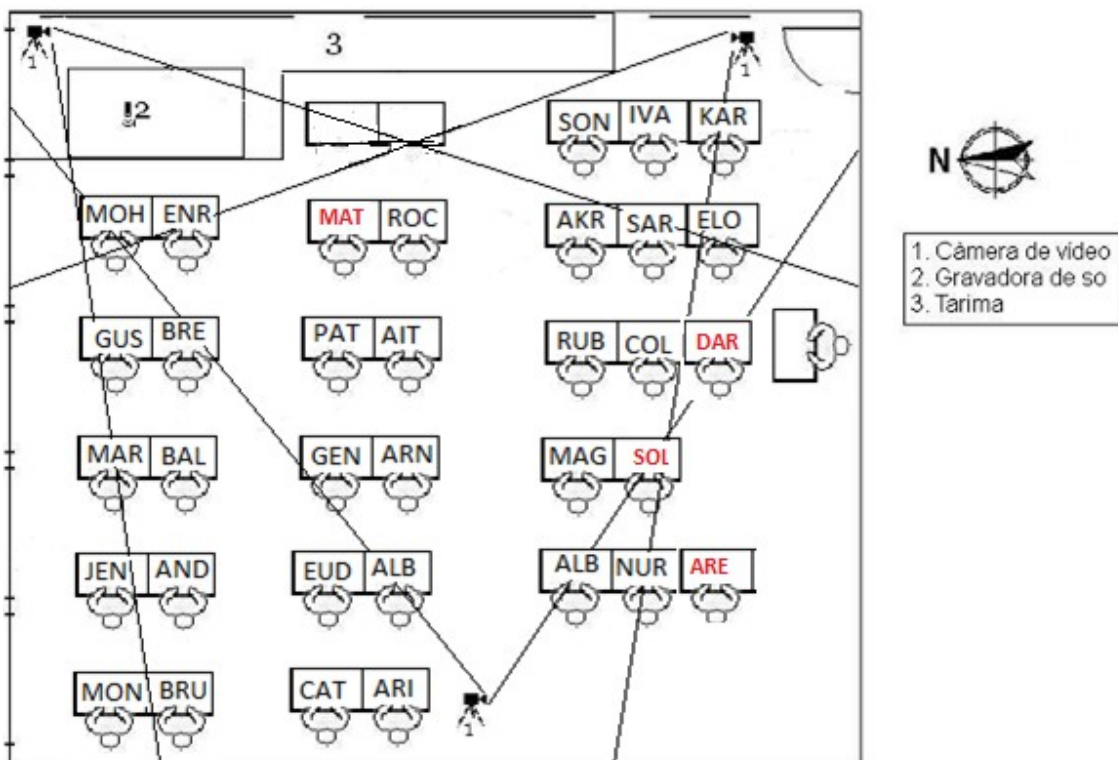 3
1
1
2
SON IVA KAR
MOH ENR
MAT ROC
AKR SAR ELO
GUS BRE
PAT AIT
RUB COL DAR
MAR BAL
GEN ARN
MAG SOL
JEN AND
EUD ALB
ALB NUR ARE
MON BRU
CAT ARI
1
N
1. Càmera de vídeo
2. Gravadora de so
3. Tarima